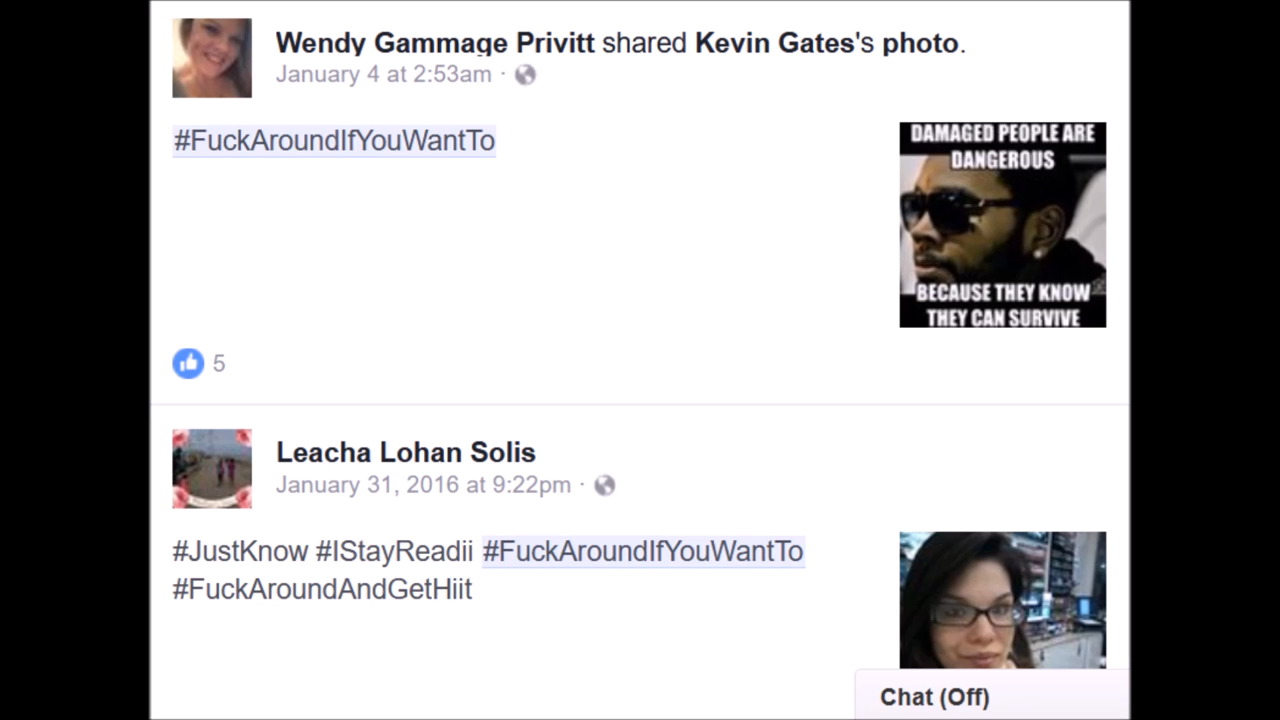 Wendy Gammage Privitt shared Kevin Gates's photo.
January 4 at 2:53am ·
#FuckAroundIfYouWantTo
DAMAGED PEOPLE ARE
DANGEROUS
BECAUSE THEY KNOW
THEY CAN SURVIVE
5
Leacha Lohan Solis
January 31, 2016 at 9:22pm ·
#JustKnow #IStayReadii #FuckAroundIfYouWantTo
#FuckAroundAndGetHiit
Chat (Off)